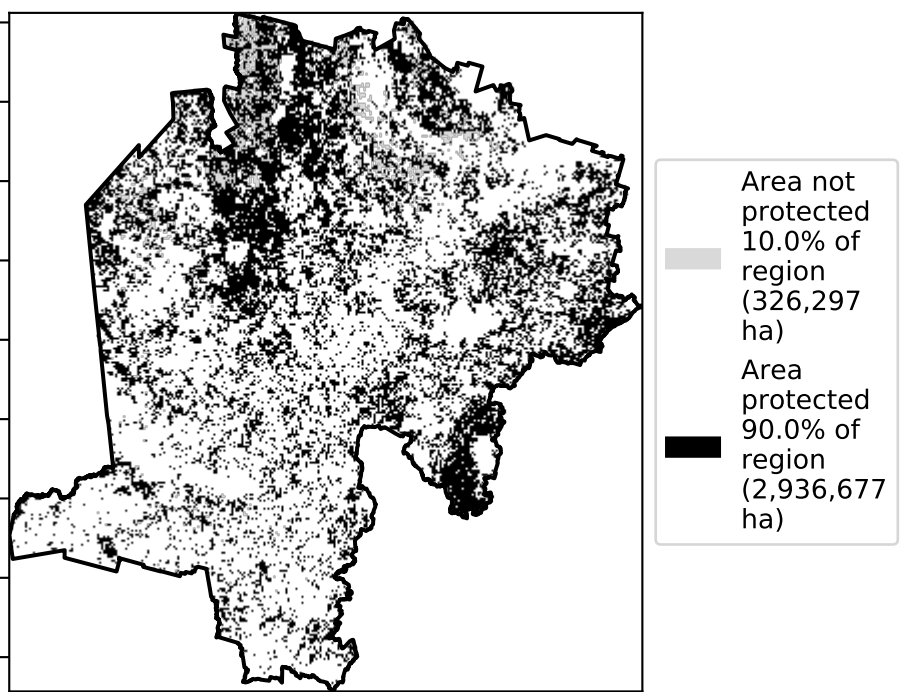 Area not
protected
10.0% of
region
(326,297
ha)
Area
protected
90.0% of
region
(2,936,677
ha)